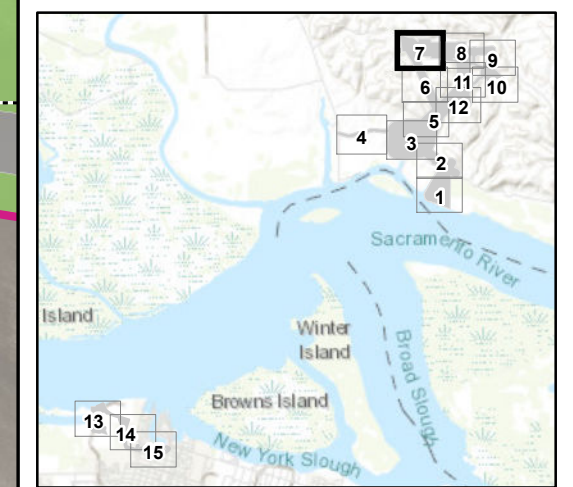 7
8
9
6
11
10
12
5
4
3
2
1
Sacramento River
Island
Winter
Island
Broad Slough
Browns Island
New York Slough
13
14
15